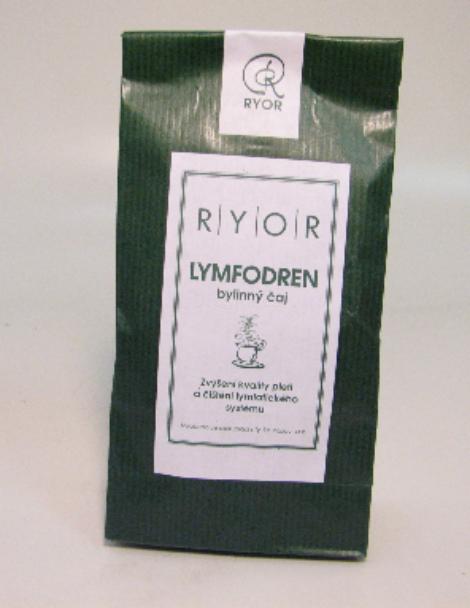 RYOR
R|Y|O|R
LYMFODREN
bylinný čaj
Zvýšení kvality pleti
a čištění lymfatického
systému